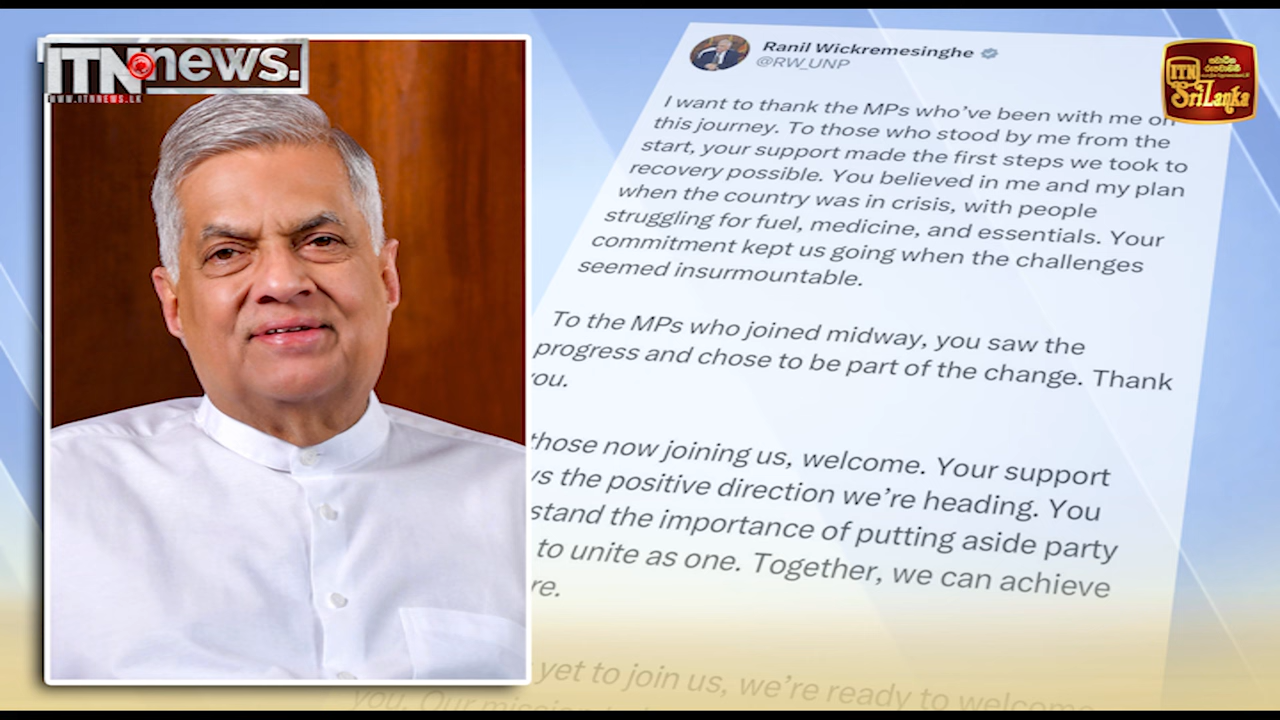 ITN news.
WWW.ITNNEWS.LK
ITN
Sri Lanka
Ranil Wickremesinghe
@RW_UNP
I want to thank the MPs who've been with me on
this journey. To those who stood by me from the
start, your support made the first steps we took to
recovery possible. You believed in me and my plan
when the country was in crisis, with people
struggling for fuel, medicine, and essentials. Your
commitment kept us going when the challenges
seemed insurmountable.
To the MPs who joined midway, you saw the
progress and chose to be part of the change. Thank
ou.
those now joining us, welcome. Your support
s the positive direction we're heading. You
stand the importance of putting aside party
to unite as one. Together, we can achieve
re.
yet to join us, we're ready to welcome
you. Our mission